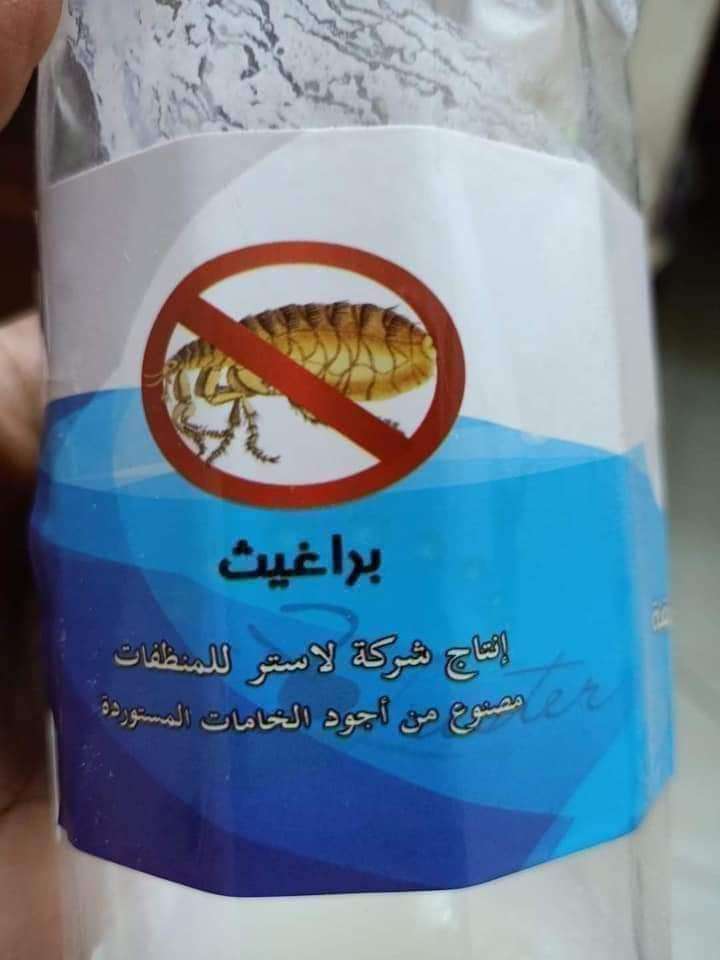 براغيث
إنتاج شركة لاستر للمنظفات
مصنوع من أجود الخامات المستوردة